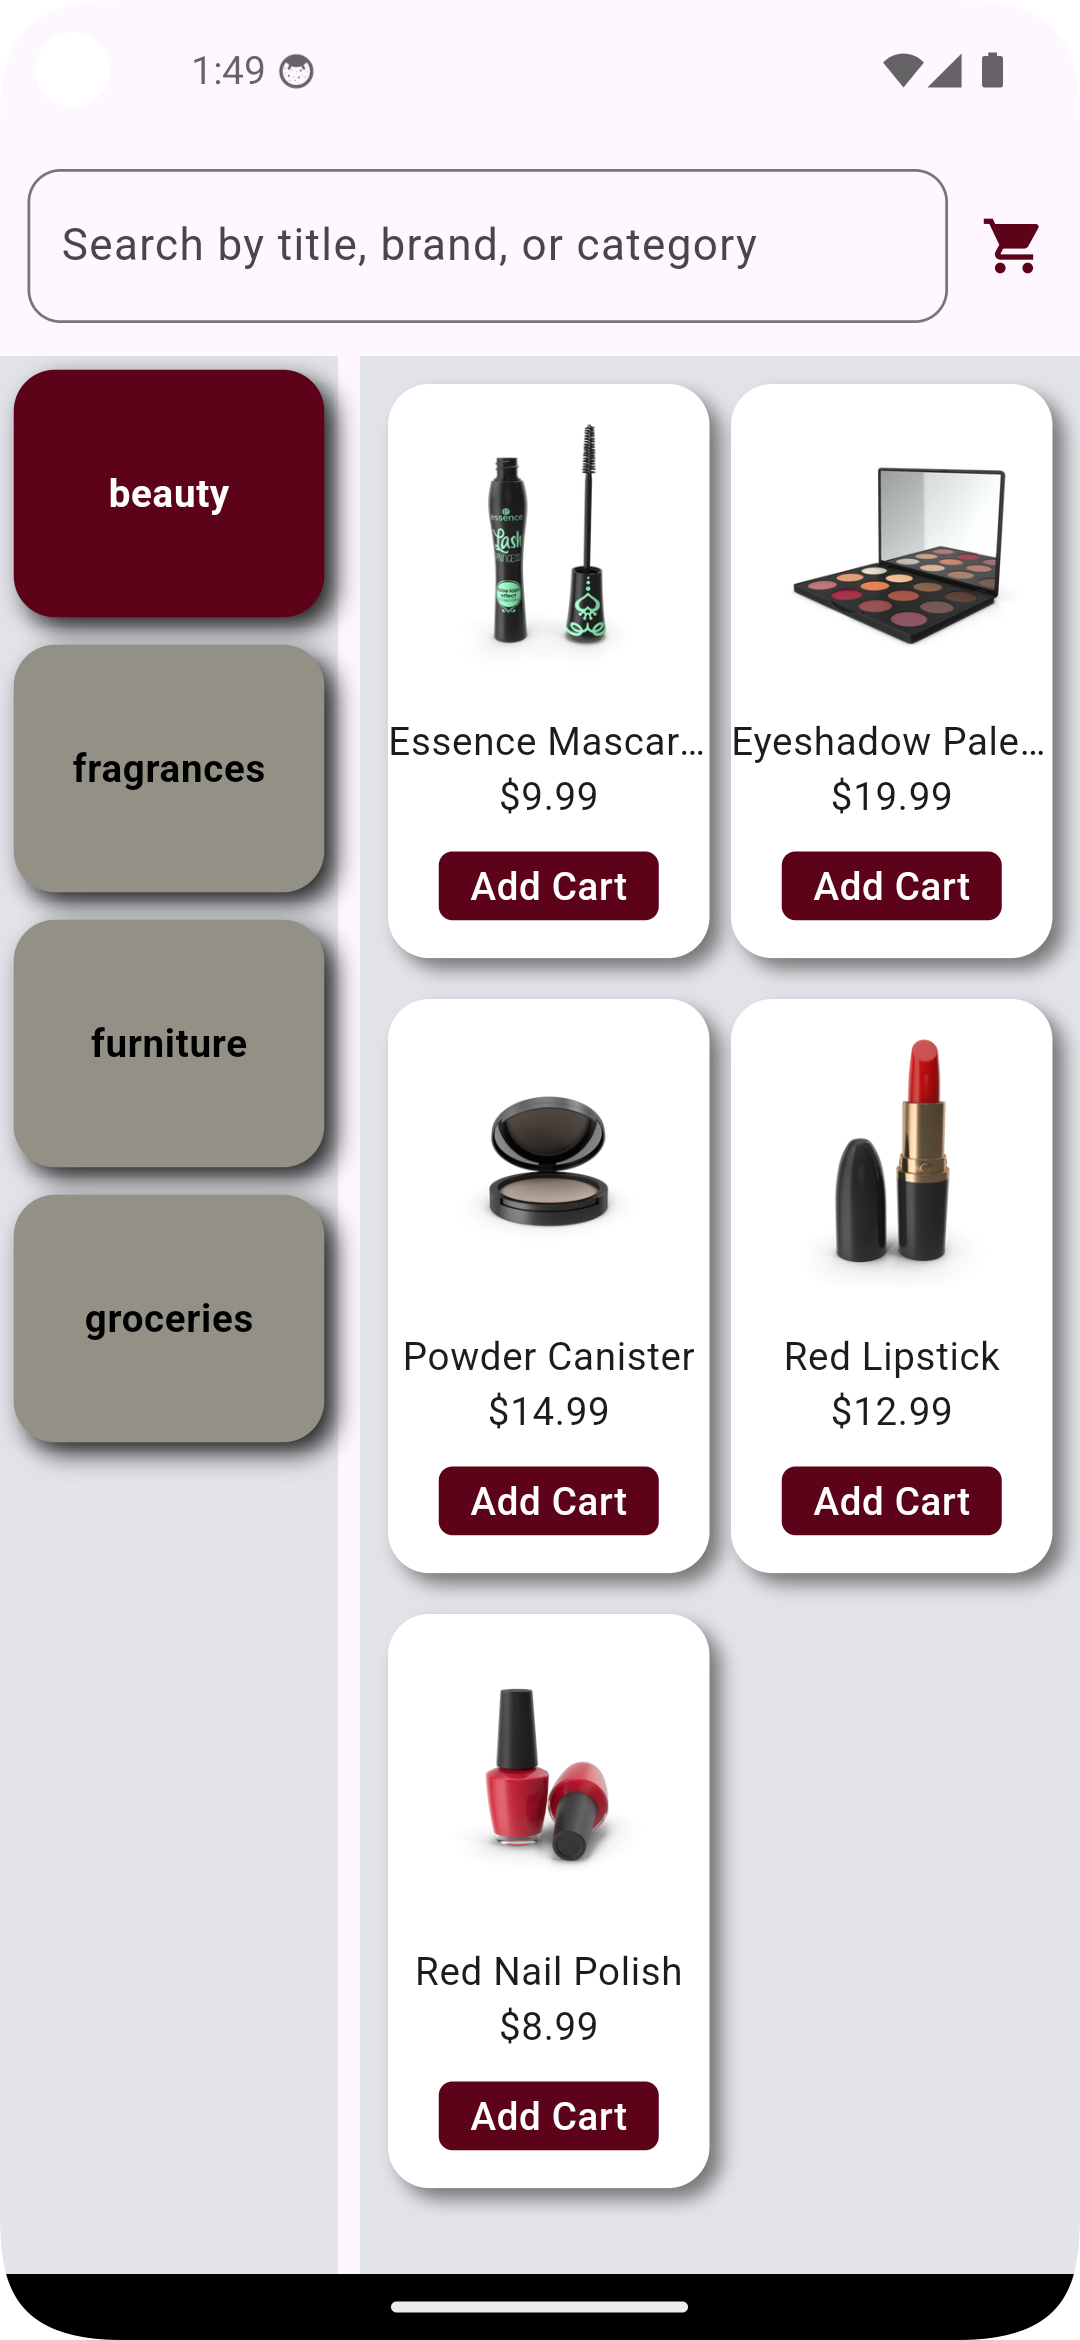 1:49
Search by title, brand, or category
beauty
fragrances
furniture
groceries
essence
Lash
PRINCESS
Essence Mascar...
$9.99
Add Cart
Eyeshadow Pale...
$19.99
Add Cart
Powder Canister
$14.99
Add Cart
Red Lipstick
$12.99
Add Cart
Red Nail Polish
$8.99
Add Cart